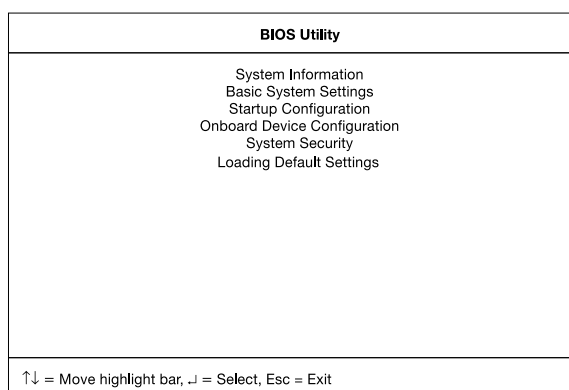 BIOS Utility
System Information
Basic System Settings
Startup Configuration
Onboard Device Configuration
System Security
Loading Default Settings
↑↓ = Move highlight bar, ↵ = Select, Esc = Exit